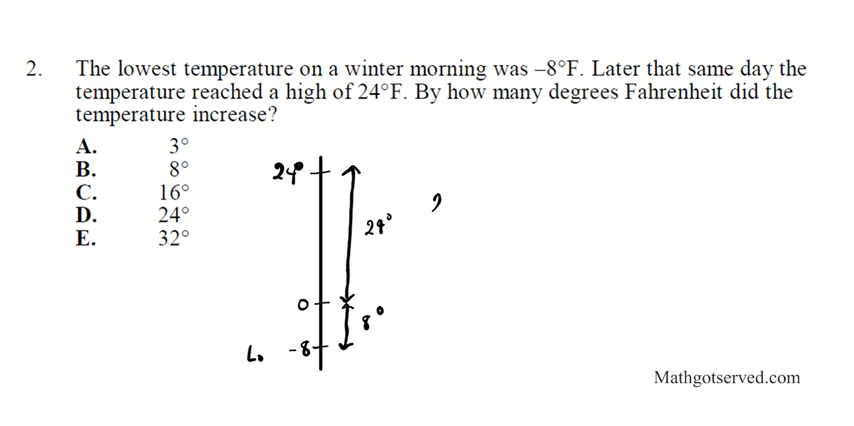 2. The lowest temperature on a winter morning was –8°F. Later that same day the
temperature reached a high of 24°F. By how many degrees Fahrenheit did the
temperature increase?
A. 3°
B. 8°
C. 16°
D. 24°
E. 32°
24°
24°
0
8°
Lo -8
Mathgotserved.com